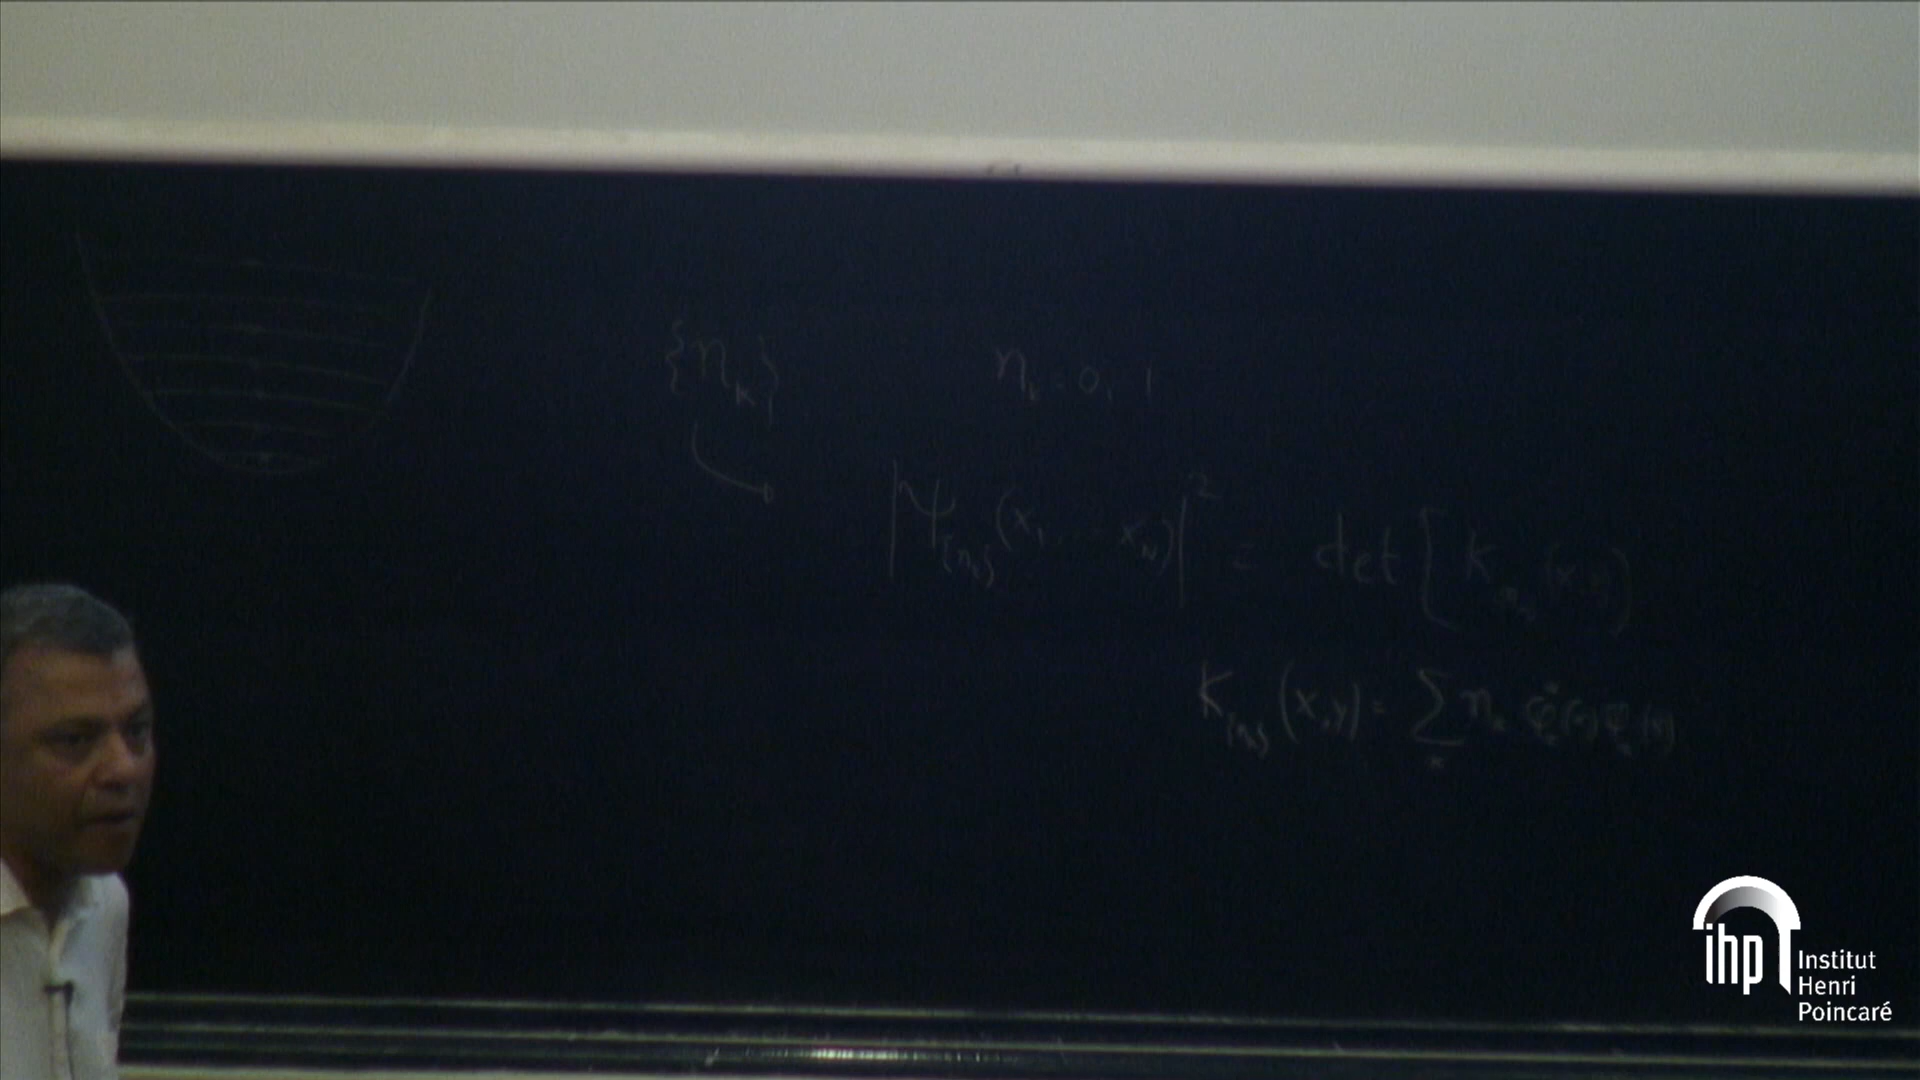 {n_k} n_k = 0, 1
|Ψ_{n_k} (x_1 ... x_N)|^2 = det [K_{n_k} (x_i, x_j)]
K_{n_k} (x,y) = Σ_k n_k φ_k^*(x) φ_k (y)
ihp Institut
Henri
Poincaré